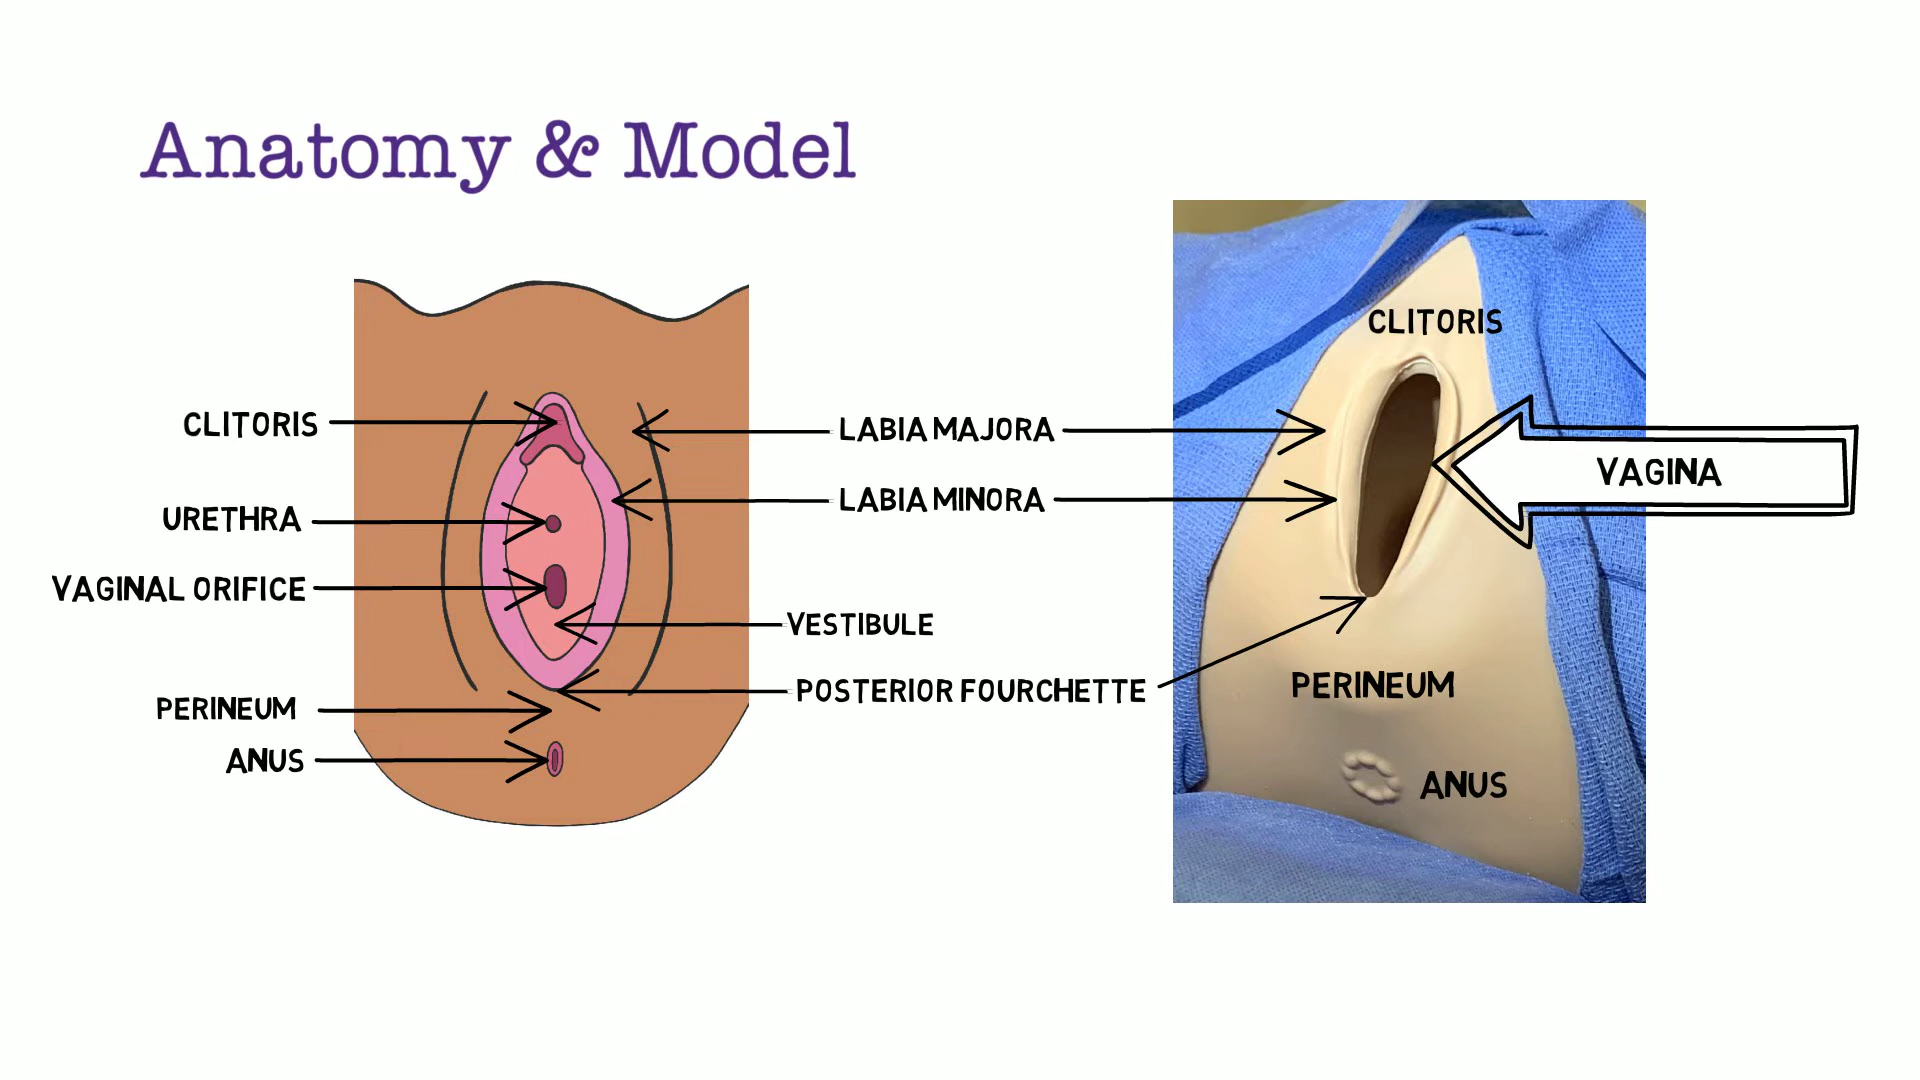 Anatomy & Model
CLITORIS
URETHRA
VAGINAL ORIFICE
PERINEUM
ANUS
LABIA MAJORA
LABIA MINORA
VESTIBULE
POSTERIOR FOURCHETTE
CLITORIS
VAGINA
PERINEUM
ANUS